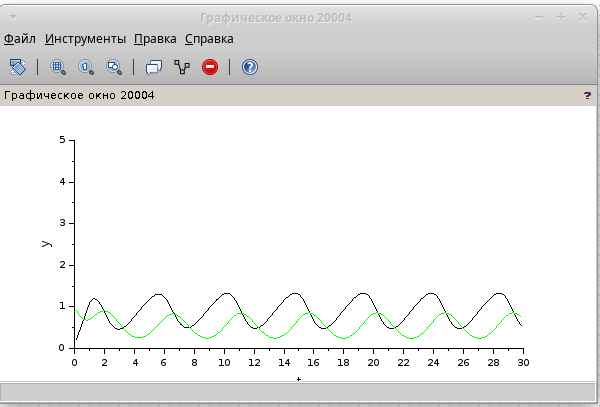 Графическое окно 20004
Файл Инструменты Правка Справка
Графическое окно 20004 ?
5
4
3
2
1
0
y
0 2 4 6 8 10 12 14 16 18 20 22 24 26 28 30